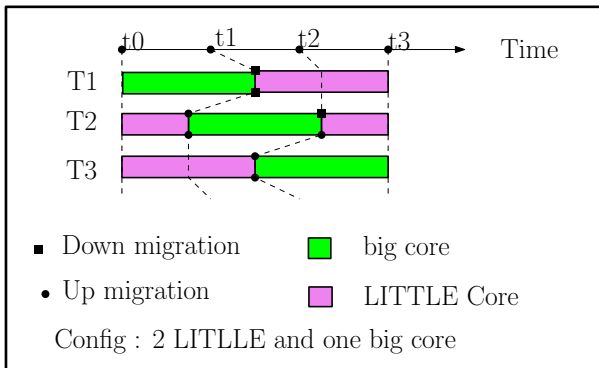 t0 t1 t2 t3
Time
T1
T2
T3
Down migration big core
Up migration LITTLE Core
Config : 2 LITLLE and one big core